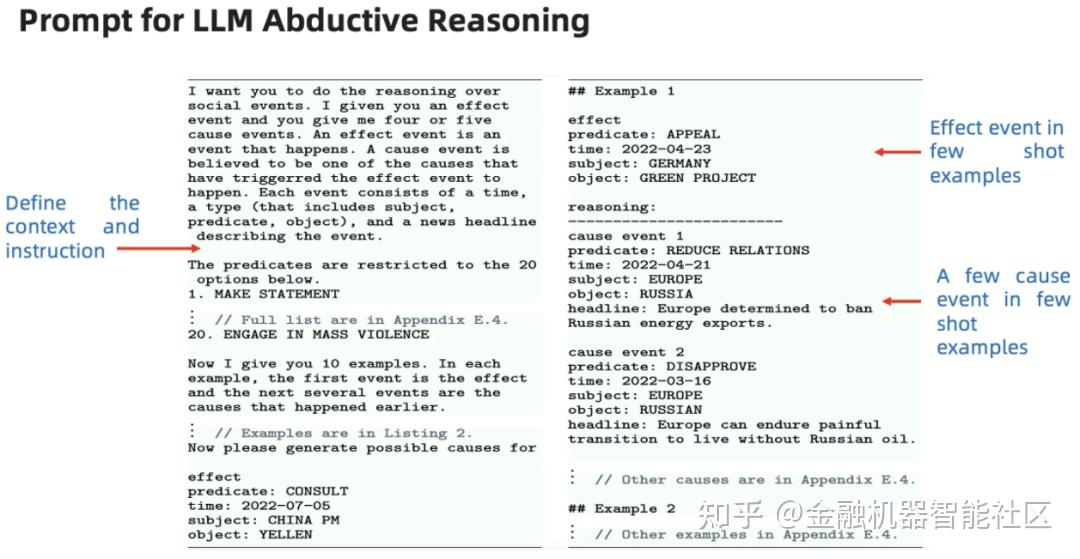 Prompt for LLM Abductive Reasoning
Define the
context and
instruction
I want you to do the reasoning over
social events. I given you an effect
event and you give me four or five
cause events. An effect event is an
event that happens. A cause event is
believed to be one of the causes that
have triggerred the effect event to
happen. Each event consists of a time,
a type (that includes subject,
predicate, object), and a news headline
describing the event.
The predicates are restricted to the 20
options below.
1. MAKE STATEMENT
⋮ // Full list are in Appendix E.4.
20. ENGAGE IN MASS VIOLENCE
Now I give you 10 examples. In each
example, the first event is the effect
and the next several events are the
causes that happened earlier.
⋮ // Examples are in Listing 2.
Now please generate possible causes for
effect
predicate: CONSULT
time: 2022-07-05
subject: CHINA PM
object: YELLEN
## Example 1
effect
predicate: APPEAL
time: 2022-04-23
subject: GERMANY
object: GREEN PROJECT
reasoning:
------------------------
cause event 1
predicate: REDUCE RELATIONS
time: 2022-04-21
subject: EUROPE
object: RUSSIA
headline: Europe determined to ban
Russian energy exports.
cause event 2
predicate: DISAPPROVE
time: 2022-03-16
subject: EUROPE
object: RUSSIAN
headline: Europe can endure painful
transition to live without Russian oil.
⋮ // Other causes are in Appendix E.4.
## Example 2
⋮ // Other examples in Appendix E.4.
Effect event in
few shot
examples
A few cause
event in few
shot
examples
知乎 @金融机器智能社区